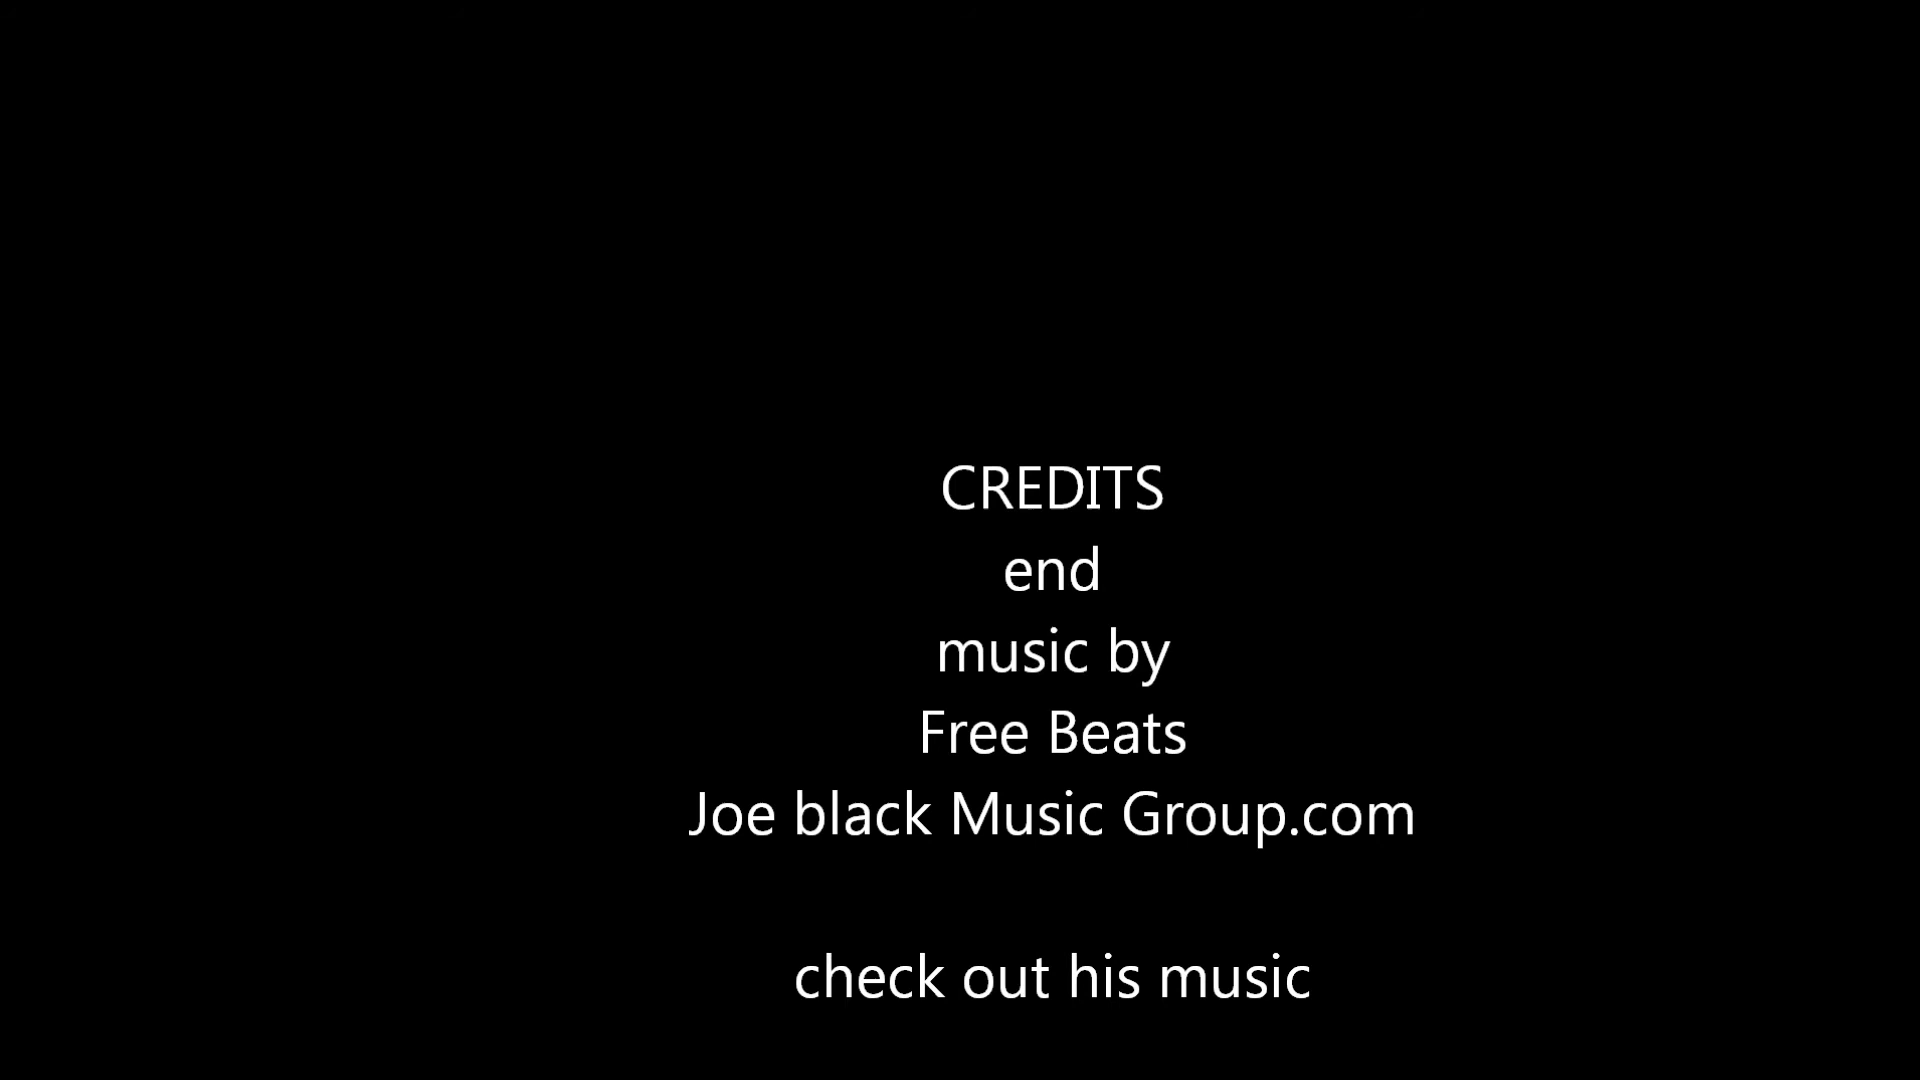 CREDITS
end
music by
Free Beats
Joe black Music Group.com
check out his music